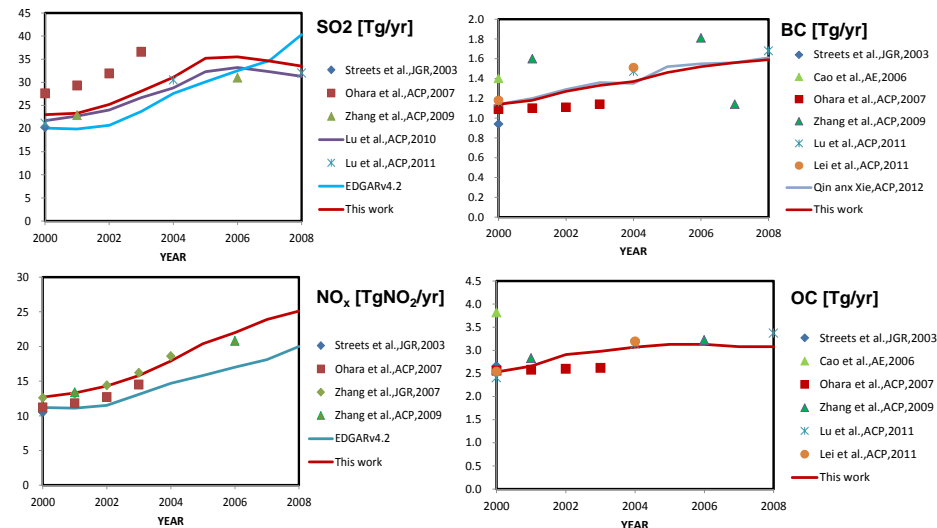 SO2 [Tg/yr]
45
40
35
30
25
20
15
10
5
0
2000 2002 2004 2006 2008
YEAR
Streets et al.,JGR,2003
Ohara et al.,ACP,2007
Zhang et al.,ACP,2009
Lu et al.,ACP,2010
Lu et al.,ACP,2011
EDGARv4.2
This work
BC [Tg/yr]
2.0
1.8
1.6
1.4
1.2
1.0
0.8
0.6
0.4
0.2
0.0
2000 2002 2004 2006 2008
YEAR
Streets et al.,JGR,2003
Cao et al.,AE,2006
Ohara et al.,ACP,2007
Zhang et al.,ACP,2009
Lu et al.,ACP,2011
Lei et al.,ACP,2011
Qin anx Xie,ACP,2012
This work
NOx [TgNO2/yr]
30
25
20
15
10
5
0
2000 2002 2004 2006 2008
YEAR
Streets et al.,JGR,2003
Ohara et al.,ACP,2007
Zhang et al.,JGR,2007
Zhang et al.,ACP,2009
EDGARv4.2
This work
OC [Tg/yr]
4.5
4.0
3.5
3.0
2.5
2.0
1.5
1.0
0.5
0.0
2000 2002 2004 2006 2008
YEAR
Streets et al.,JGR,2003
Cao et al.,AE,2006
Ohara et al.,ACP,2007
Zhang et al.,ACP,2009
Lu et al.,ACP,2011
Lei et al.,ACP,2011
This work